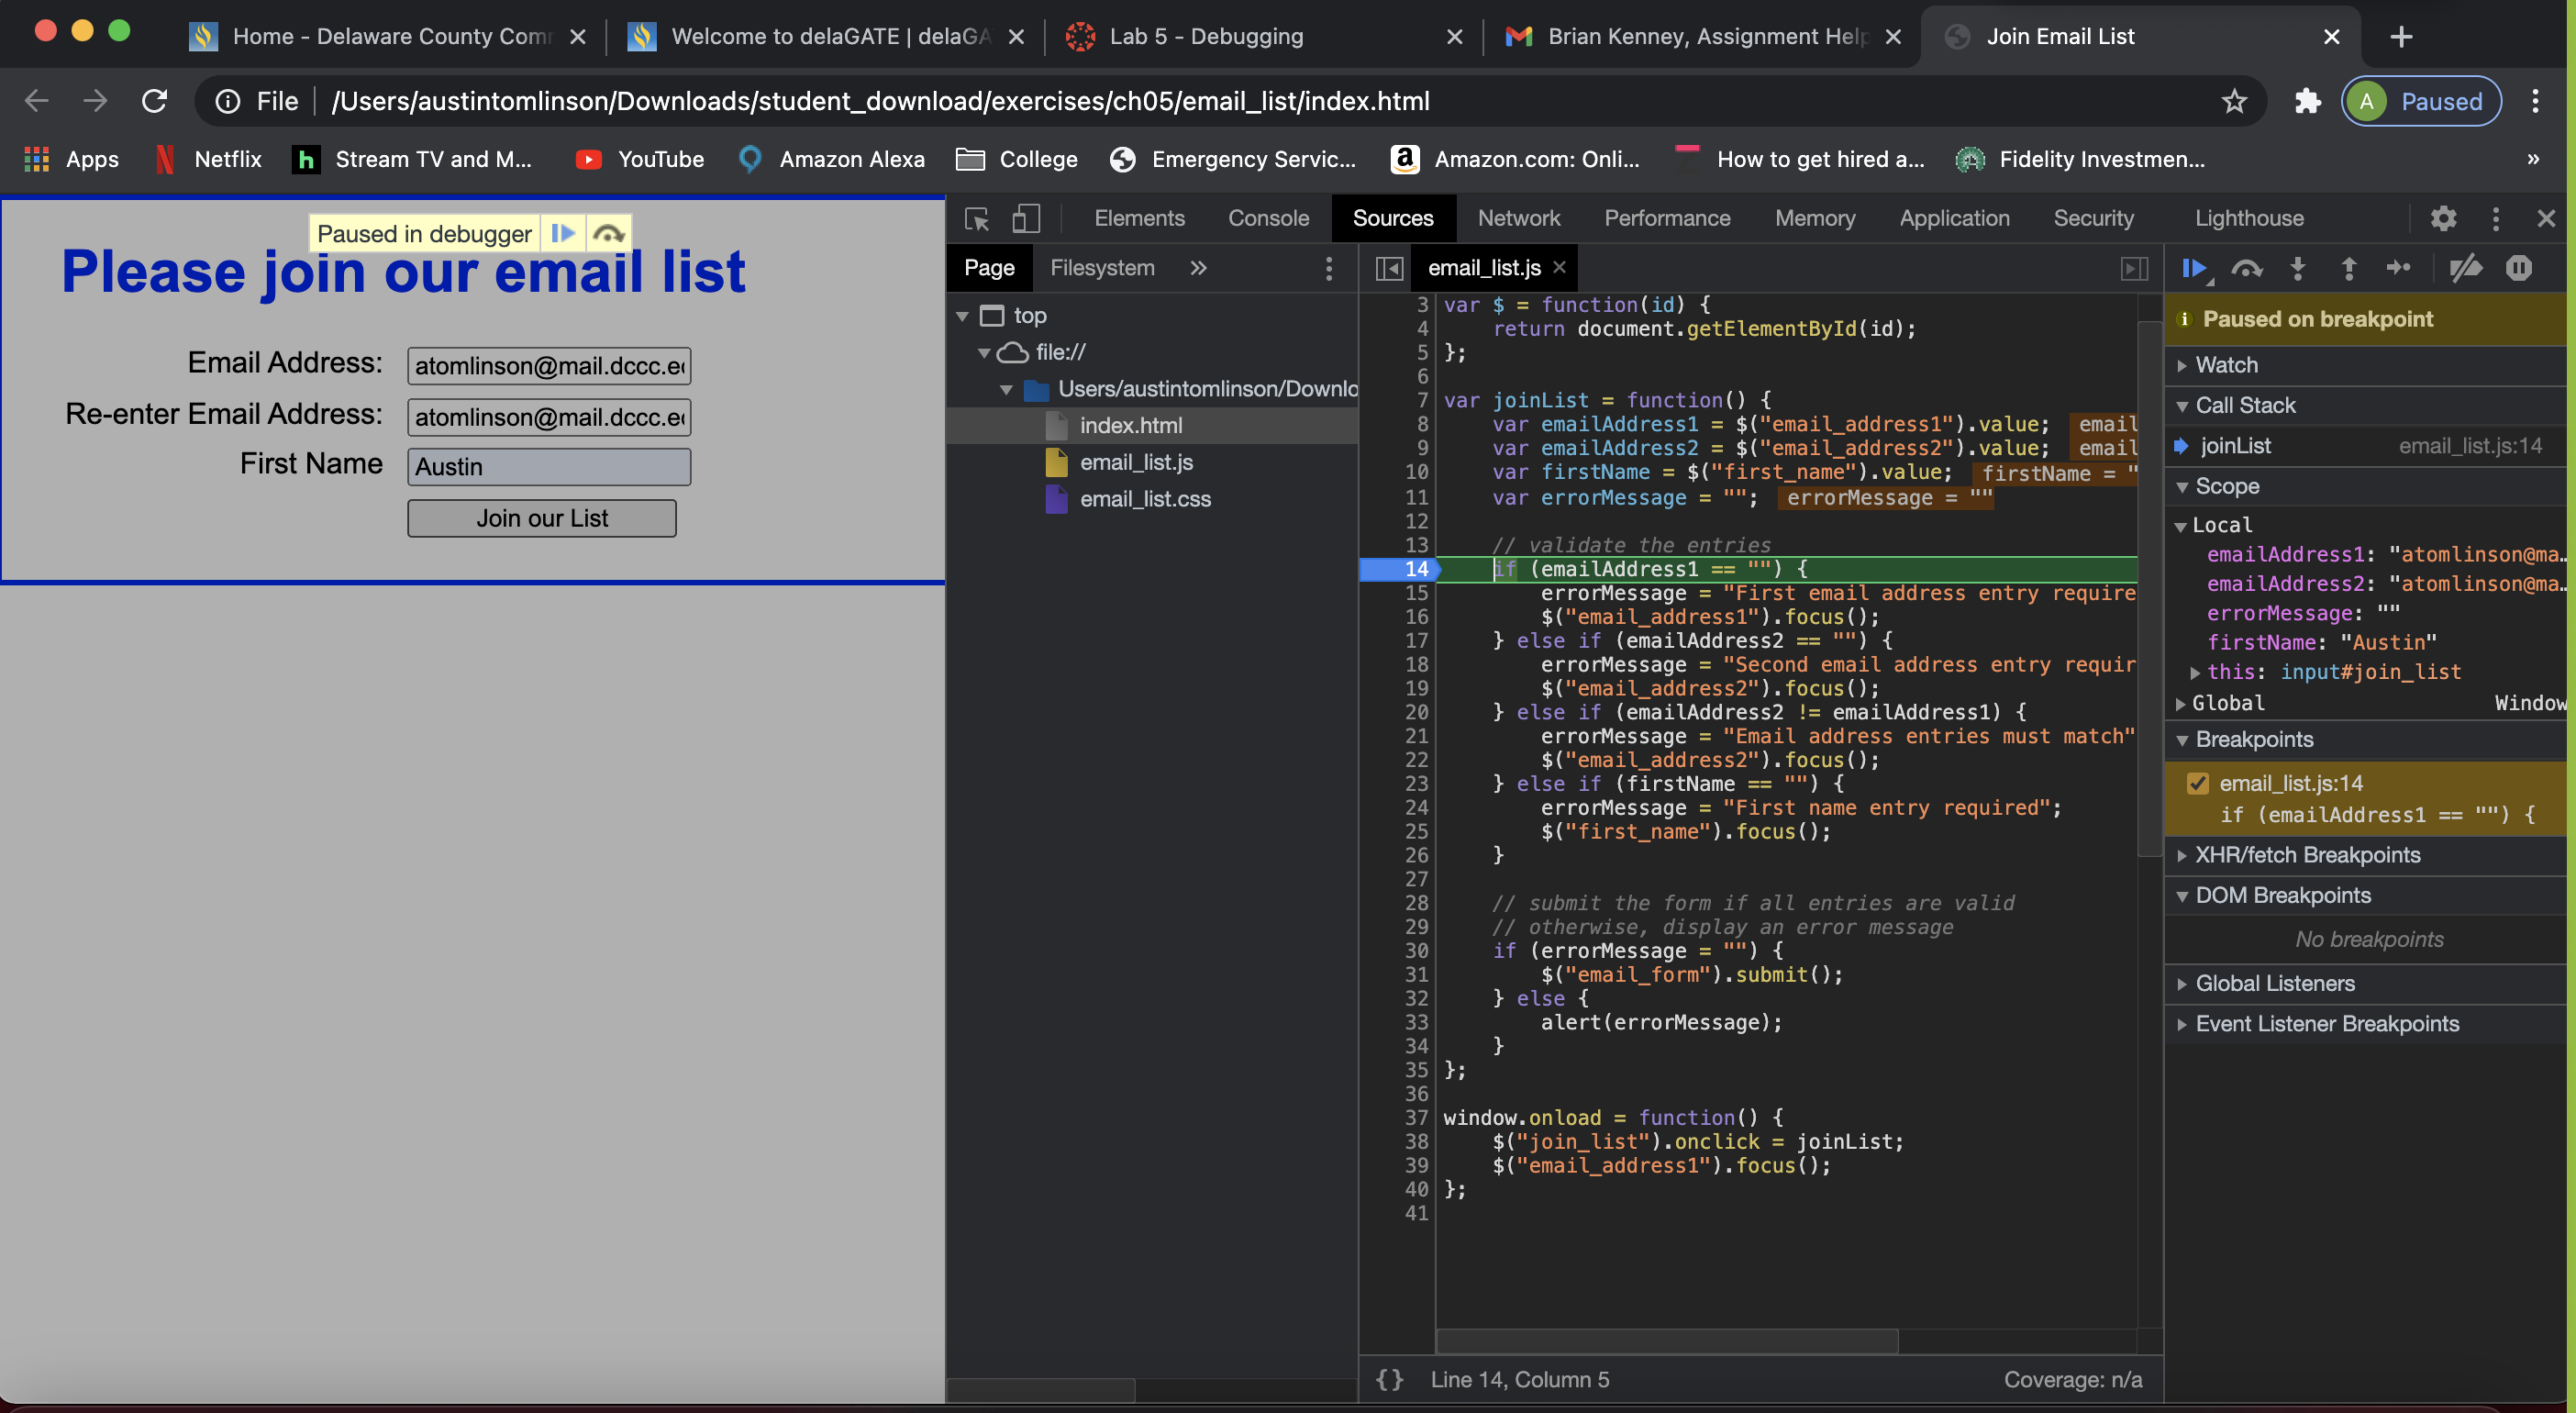 Home - Delaware County Com
Welcome to delaGATE | delaGA
Lab 5 - Debugging
Brian Kenney, Assignment Help
Join Email List
File
/Users/austintomlinson/Downloads/student_download/exercises/ch05/email_list/index.html
A Paused
Apps
Netflix
Stream TV and M...
YouTube
Amazon Alexa
College
Emergency Servic...
Amazon.com: Onli...
How to get hired a...
Fidelity Investmen...
»
Paused in debugger
Please join our email list
Email Address: atomlinson@mail.dccc.e
Re-enter Email Address: atomlinson@mail.dccc.e
First Name Austin
Join our List
Elements Console Sources Network Performance Memory Application Security Lighthouse
Page Filesystem »
top
file://
Users/austintomlinson/Downlo
index.html
email_list.js
email_list.css
email_list.js
3 var $ = function(id) {
4 return document.getElementById(id);
5 };
6
7 var joinList = function() {
8 var emailAddress1 = $("email_address1").value; email
9 var emailAddress2 = $("email_address2").value; email
10 var firstName = $("first_name").value; firstName = "
11 var errorMessage = ""; errorMessage = ""
12
13 // validate the entries
14 if (emailAddress1 == "") {
15 errorMessage = "First email address entry require
16 $("email_address1").focus();
17 } else if (emailAddress2 == "") {
18 errorMessage = "Second email address entry requir
19 $("email_address2").focus();
20 } else if (emailAddress2 != emailAddress1) {
21 errorMessage = "Email address entries must match"
22 $("email_address2").focus();
23 } else if (firstName == "") {
24 errorMessage = "First name entry required";
25 $("first_name").focus();
26 }
27
28 // submit the form if all entries are valid
29 // otherwise, display an error message
30 if (errorMessage = "") {
31 $("email_form").submit();
32 } else {
33 alert(errorMessage);
34 }
35 };
36
37 window.onload = function() {
38 $("join_list").onclick = joinList;
39 $("email_address1").focus();
40 };
41
{} Line 14, Column 5
Coverage: n/a
Paused on breakpoint
Watch
Call Stack
joinList email_list.js:14
Scope
Local
emailAddress1: "atomlinson@ma…
emailAddress2: "atomlinson@ma…
errorMessage: ""
firstName: "Austin"
this: input#join_list
Global Window
Breakpoints
email_list.js:14
if (emailAddress1 == "") {
XHR/fetch Breakpoints
DOM Breakpoints
No breakpoints
Global Listeners
Event Listener Breakpoints